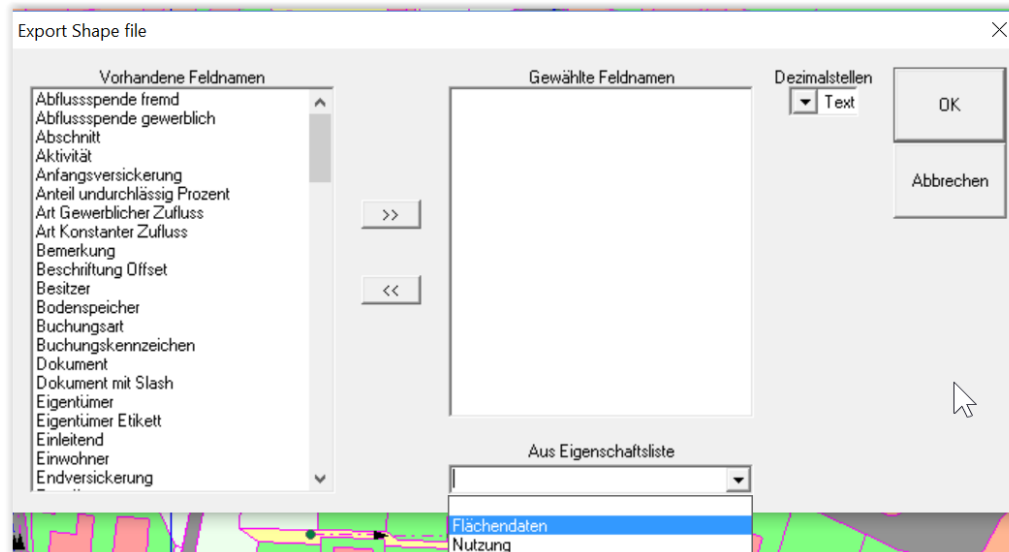 Export Shape file
Vorhandene Feldnamen
Abflussspende fremd
Abflussspende gewerblich
Abschnitt
Aktivität
Anfangsversickerung
Anteil undurchlässig Prozent
Art Gewerblicher Zufluss
Art Konstanter Zufluss
Bemerkung
Beschriftung Offset
Besitzer
Bodenspeicher
Buchungsart
Buchungskennzeichen
Dokument
Dokument mit Slash
Eigentümer
Eigentümer Etikett
Einleitend
Einwohner
Endversickerung
>>
<<
Gewählte Feldnamen
Aus Eigenschaftsliste
Flächendaten
Nutzung
Dezimalstellen
Text
OK
Abbrechen